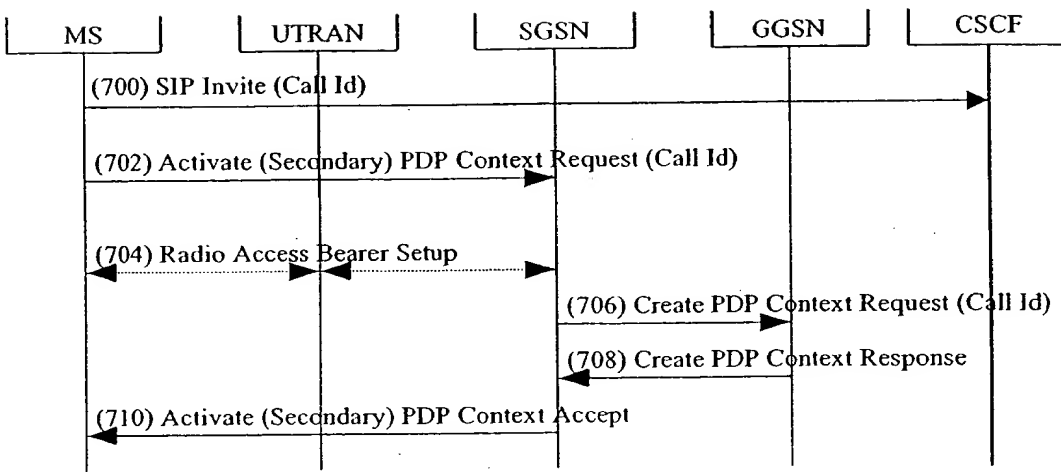 MS
UTRAN
SGSN
GGSN
CSCF
(700) SIP Invite (Call Id)
(702) Activate (Secondary) PDP Context Request (Call Id)
(704) Radio Access Bearer Setup
(706) Create PDP Context Request (Call Id)
(708) Create PDP Context Response
(710) Activate (Secondary) PDP Context Accept